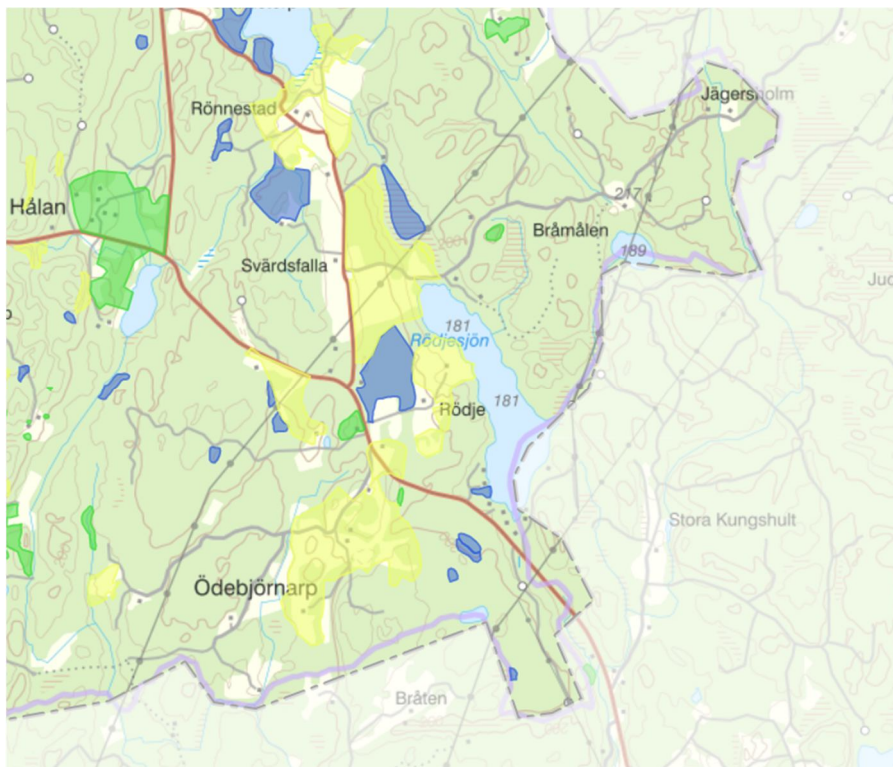 Rönnestad
Jägersholm
Hålan
217
Bråmålen
Svärdsfalla
189
181
Rödjesjön
181
Rödje
Stora Kungshult
Ödebjörnarp
Bråten